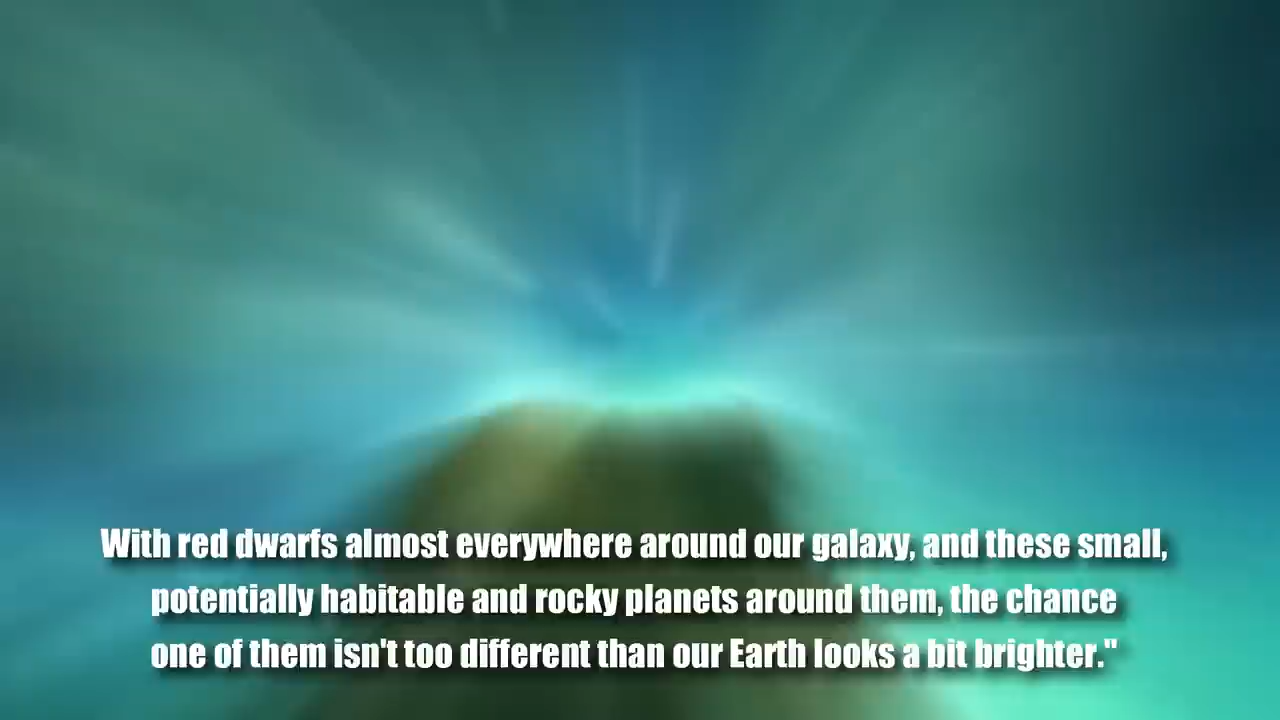 With red dwarfs almost everywhere around our galaxy, and these small,
potentially habitable and rocky planets around them, the chance
one of them isn't too different than our Earth looks a bit brighter."